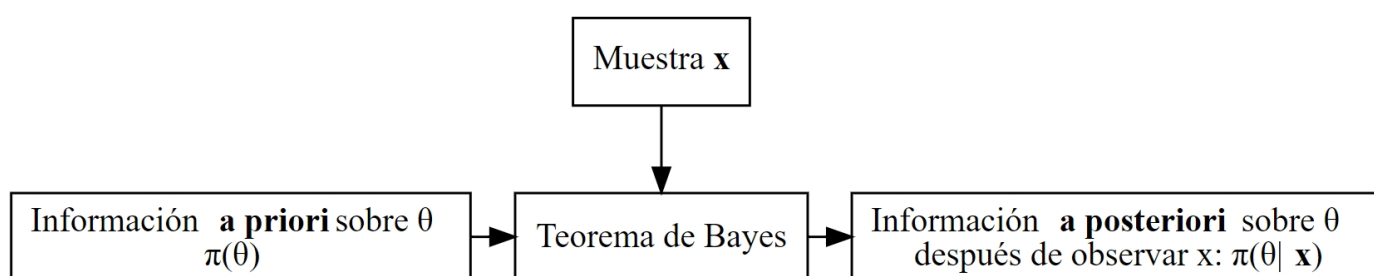 Muestra x
Información a priori sobre θ
π(θ)
Teorema de Bayes
Información a posteriori sobre θ
después de observar x: π(θ| x)